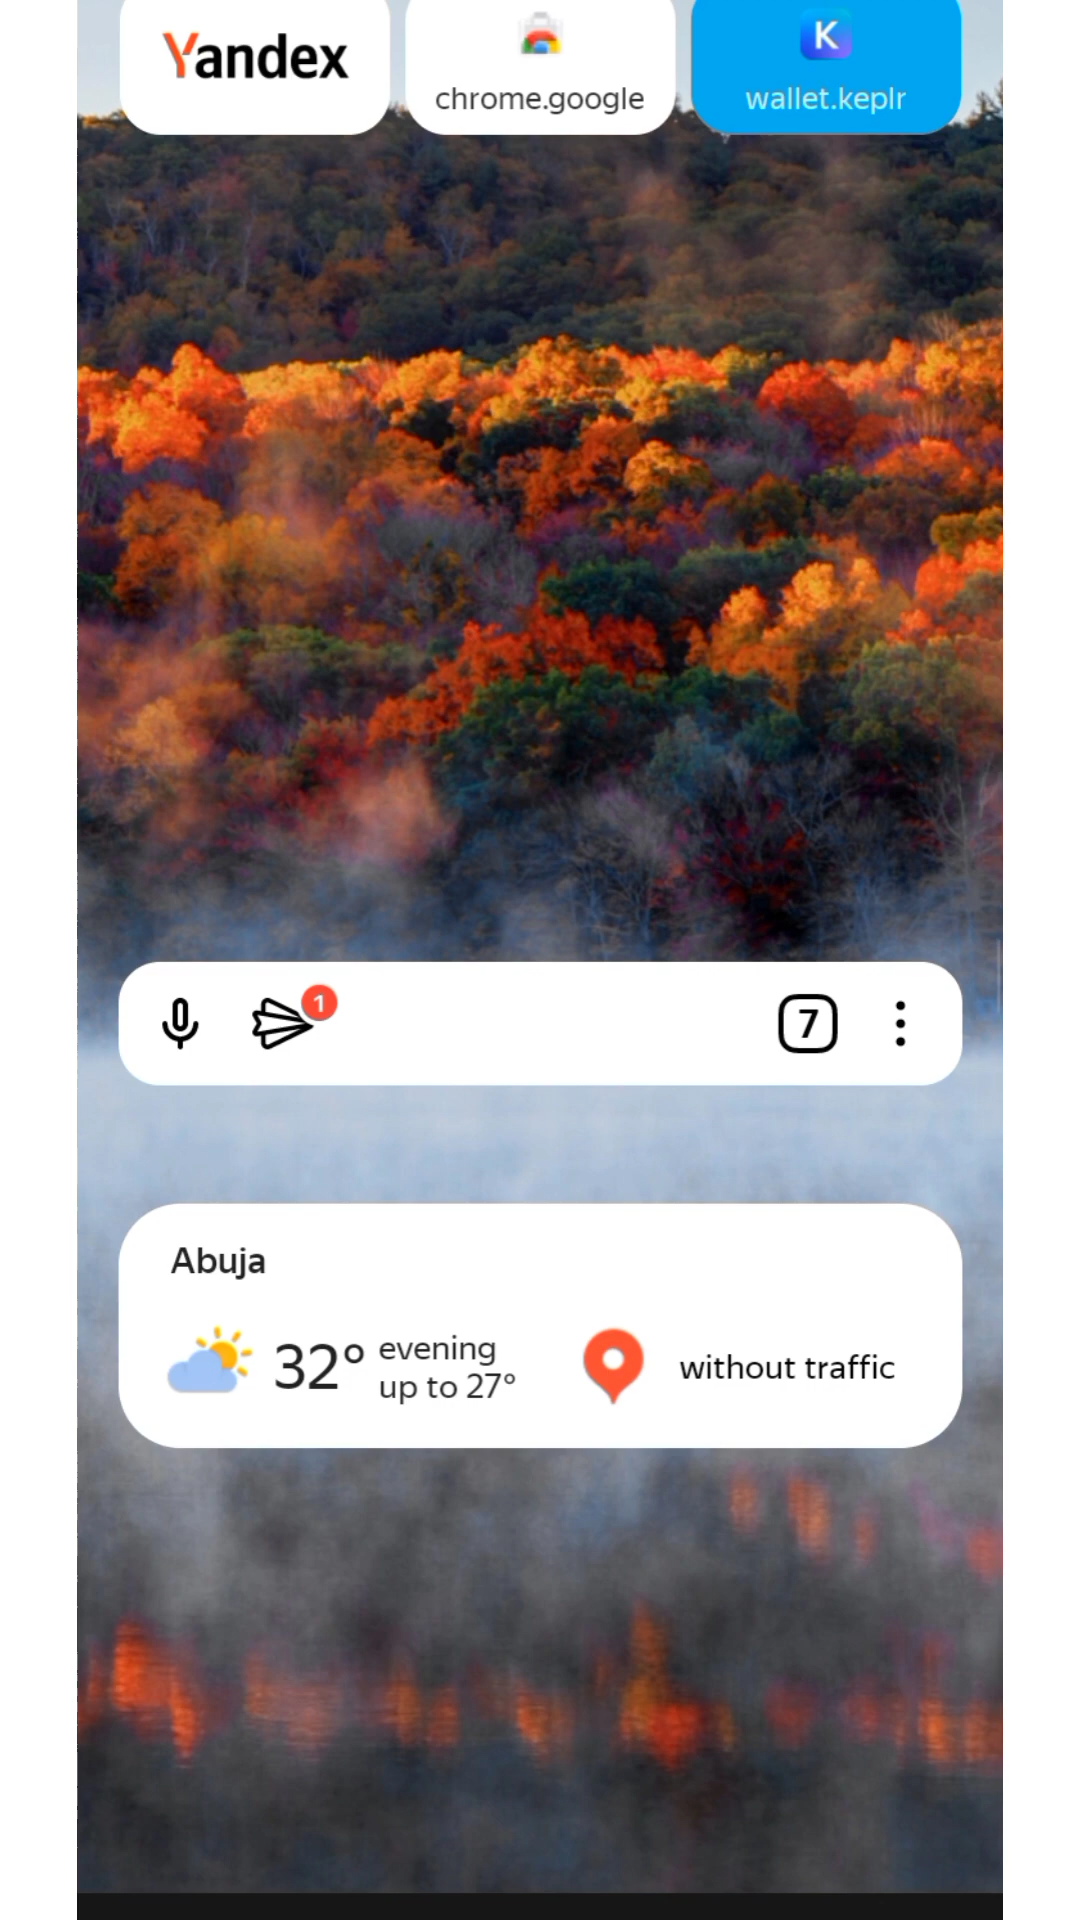 Yandex
chrome.google
K
wallet.keplr
1
7
Abuja
32° evening
up to 27°
without traffic